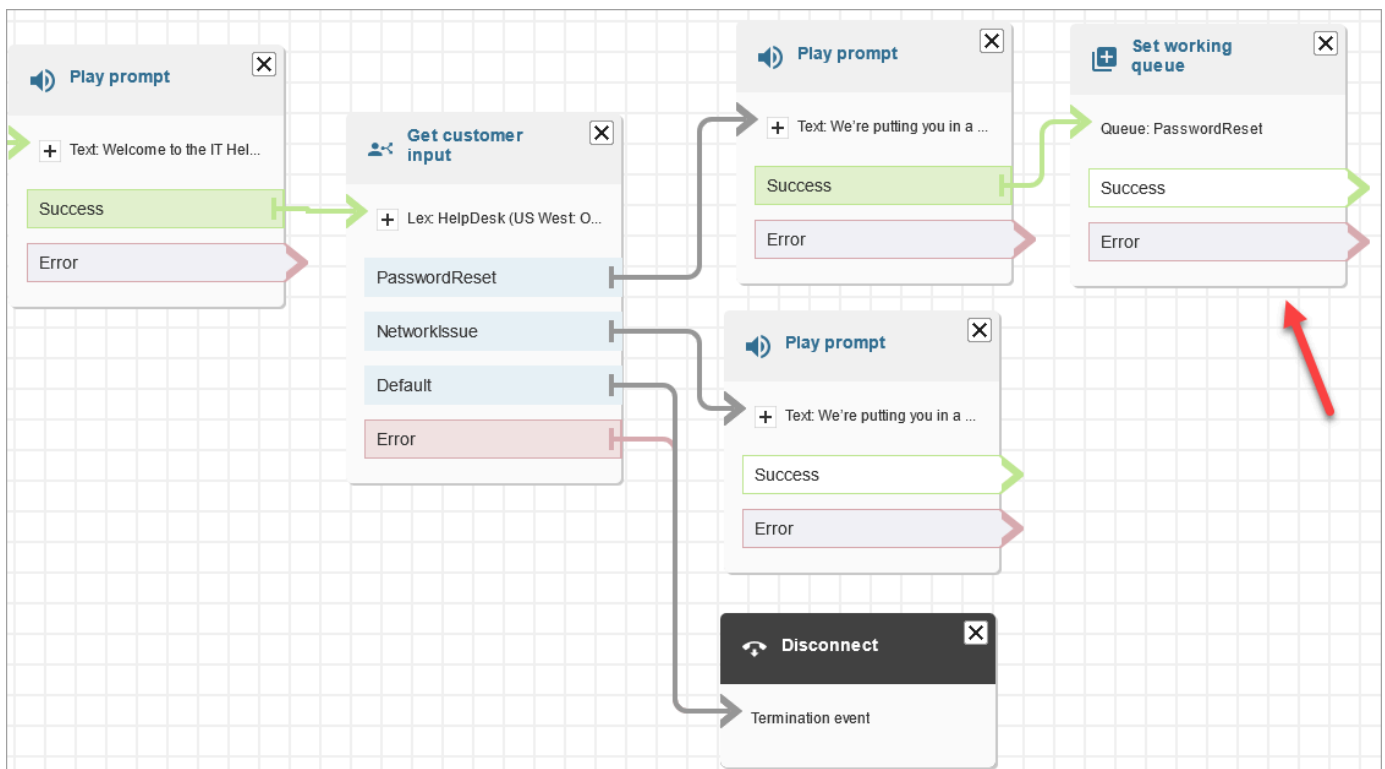 Play prompt
Text: Welcome to the IT Hel...
Success
Error
Get customer
input
Lex: HelpDesk (US West: O...
PasswordReset
NetworkIssue
Default
Error
Play prompt
Text: We're putting you in a ...
Success
Error
Set working
queue
Queue: PasswordReset
Success
Error
Play prompt
Text: We're putting you in a ...
Success
Error
Disconnect
Termination event